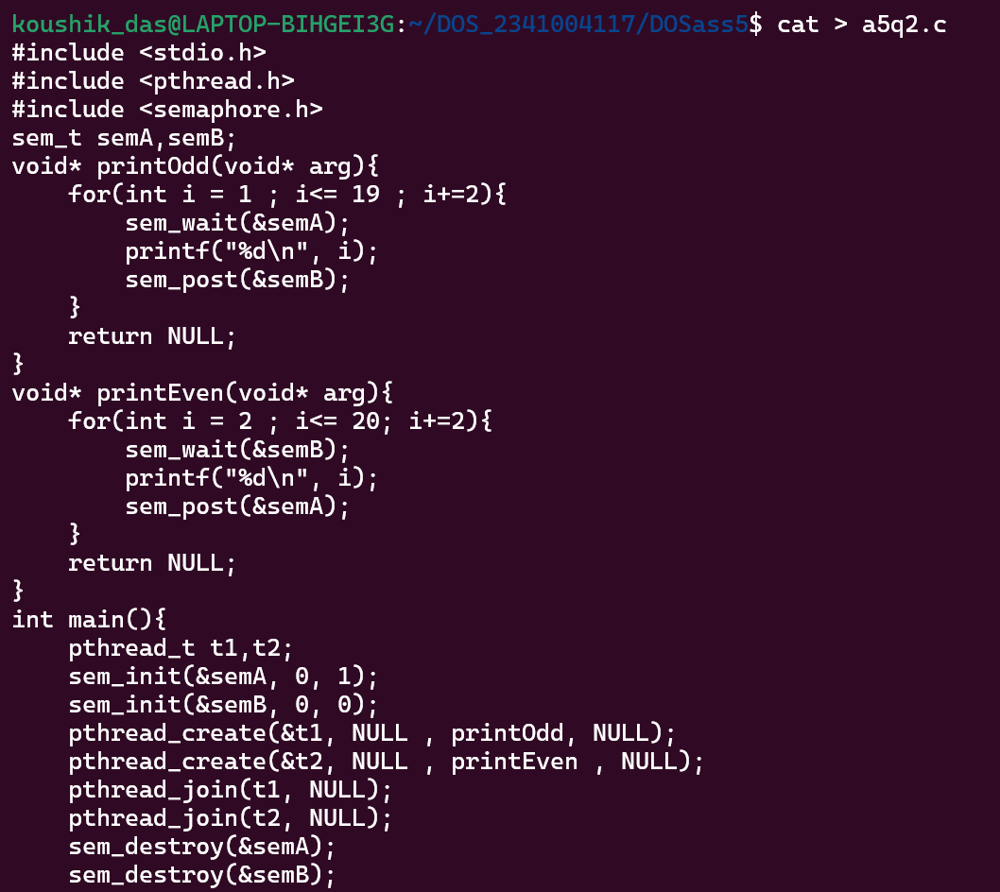 koushik_das@LAPTOP-BIHGEI3G:~/DOS_2341004117/DOSass5$ cat > a5q2.c
#include <stdio.h>
#include <pthread.h>
#include <semaphore.h>
sem_t semA,semB;
void* printOdd(void* arg){
    for(int i = 1 ; i<= 19 ; i+=2){
        sem_wait(&semA);
        printf("%d\n", i);
        sem_post(&semB);
    }
    return NULL;
}
void* printEven(void* arg){
    for(int i = 2 ; i<= 20; i+=2){
        sem_wait(&semB);
        printf("%d\n", i);
        sem_post(&semA);
    }
    return NULL;
}
int main(){
    pthread_t t1,t2;
    sem_init(&semA, 0, 1);
    sem_init(&semB, 0, 0);
    pthread_create(&t1, NULL , printOdd, NULL);
    pthread_create(&t2, NULL , printEven , NULL);
    pthread_join(t1, NULL);
    pthread_join(t2, NULL);
    sem_destroy(&semA);
    sem_destroy(&semB);